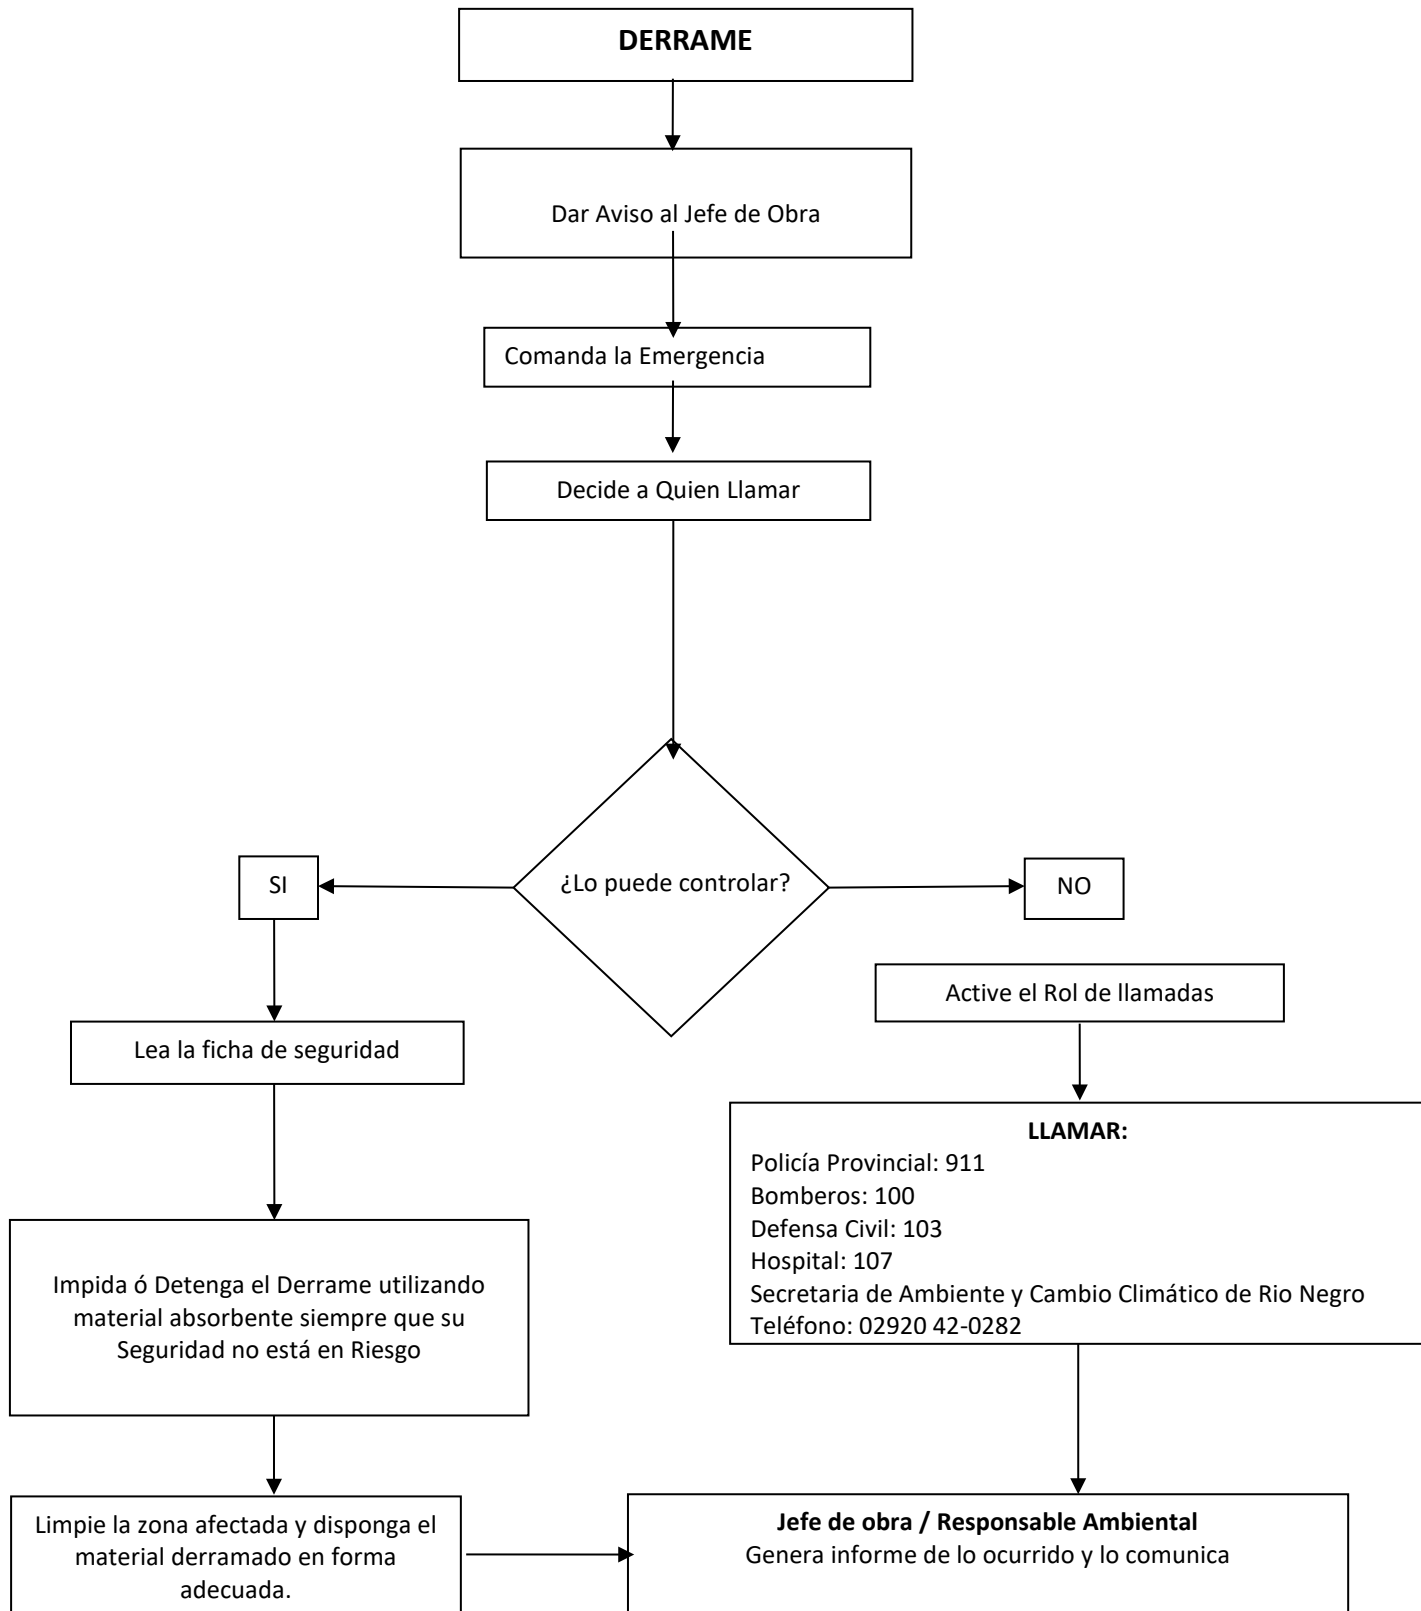 DERRAME
Dar Aviso al Jefe de Obra
Comanda la Emergencia
Decide a Quien Llamar
¿Lo puede controlar?
SI
NO
Active el Rol de llamadas
Lea la ficha de seguridad
LLAMAR:
Policía Provincial: 911
Bomberos: 100
Defensa Civil: 103
Hospital: 107
Secretaria de Ambiente y Cambio Climático de Rio Negro
Teléfono: 02920 42-0282
Impida ó Detenga el Derrame utilizando
material absorbente siempre que su
Seguridad no está en Riesgo
Limpie la zona afectada y disponga el
material derramado en forma
adecuada.
Jefe de obra / Responsable Ambiental
Genera informe de lo ocurrido y lo comunica